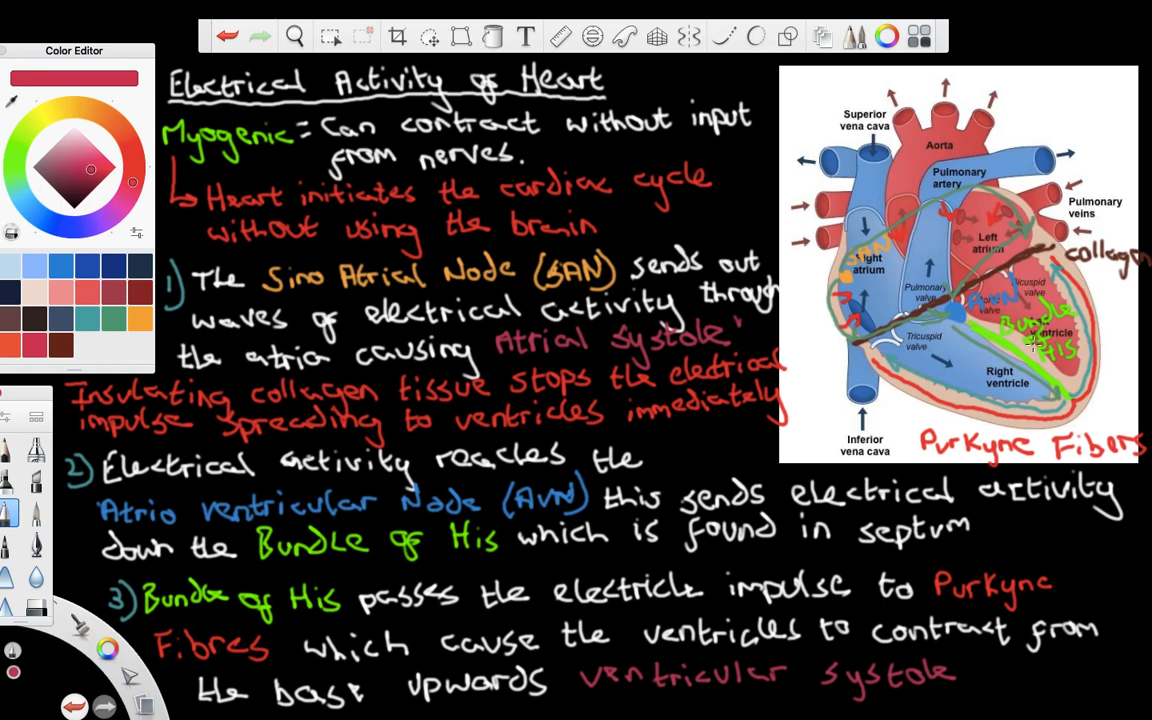 Color Editor
Electrical Activity of Heart
Myogenic = Can contract without input
from nerves.
Heart initiates the cardiac cycle
without using the brain
1) The Sino Atrial Node (SAN) sends out
waves of electrical activity through
the atria causing Atrial systole
Insulating collagen tissue stops the electrical
impulse spreading to ventricles immediately
2) Electrical activity reaches the
Atrio ventricular Node (AVN) this sends electrical activity
down the Bundle of His which is found in septum
3) Bundle of His passes the electricle impulse to Purkyne
Fibres which cause the ventricles to contract from
the base upwards ventricular systole
Superior
vena cava
Aorta
Pulmonary
artery
Pulmonary
veins
Left
atrium
SAN
Right
atrium
collagen
Pulmonary
valve
AVN
valve
Tricuspid
valve
Bundle
of
His
Right
ventricle
Inferior
vena cava
Purkyne Fibers